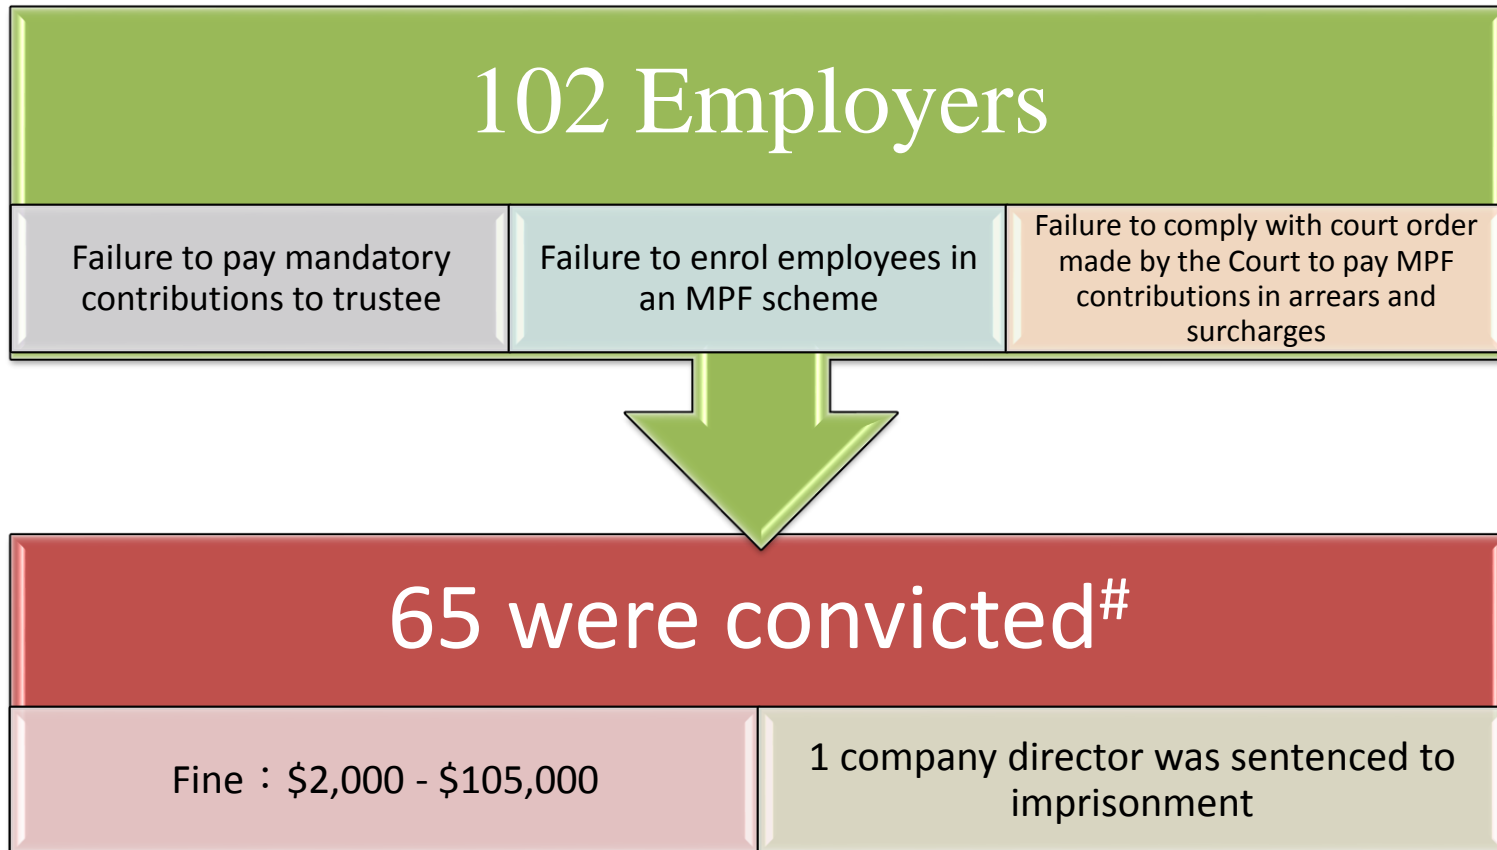 102 Employers
Failure to pay mandatory
contributions to trustee
Failure to enrol employees in
an MPF scheme
Failure to comply with court order
made by the Court to pay MPF
contributions in arrears and
surcharges
65 were convicted#
Fine：$2,000 - $105,000
1 company director was sentenced to
imprisonment